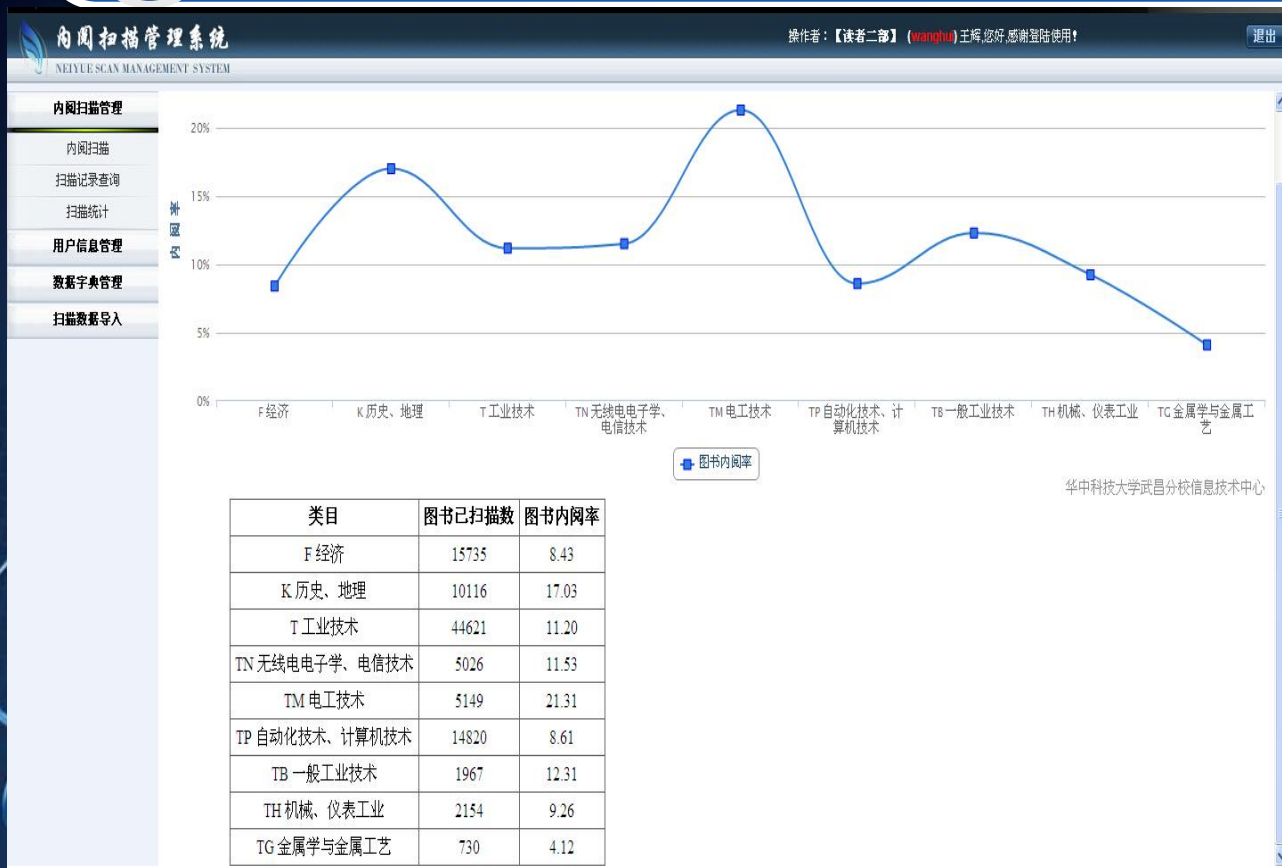 内阅扫描管理系统
NEIYUE SCAN MANAGEMENT SYSTEM
操作者：【读者二部】 (wanghui) 王辉,您好,感谢登陆使用!
退出
内阅扫描管理
内阅扫描
扫描记录查询
扫描统计
用户信息管理
数据字典管理
扫描数据导入
内阅率
20%
15%
10%
5%
0%
F 经济
K 历史、地理
T 工业技术
TN 无线电电子学、
电信技术
TM 电工技术
TP 自动化技术、计
算机技术
TB 一般工业技术
TH 机械、仪表工业
TG 金属学与金属工
艺
图书内阅率
华中科技大学武昌分校信息技术中心
类目 图书已扫描数 图书内阅率
F 经济 15735 8.43
K 历史、地理 10116 17.03
T 工业技术 44621 11.20
TN 无线电电子学、电信技术 5026 11.53
TM 电工技术 5149 21.31
TP 自动化技术、计算机技术 14820 8.61
TB 一般工业技术 1967 12.31
TH 机械、仪表工业 2154 9.26
TG 金属学与金属工艺 730 4.12